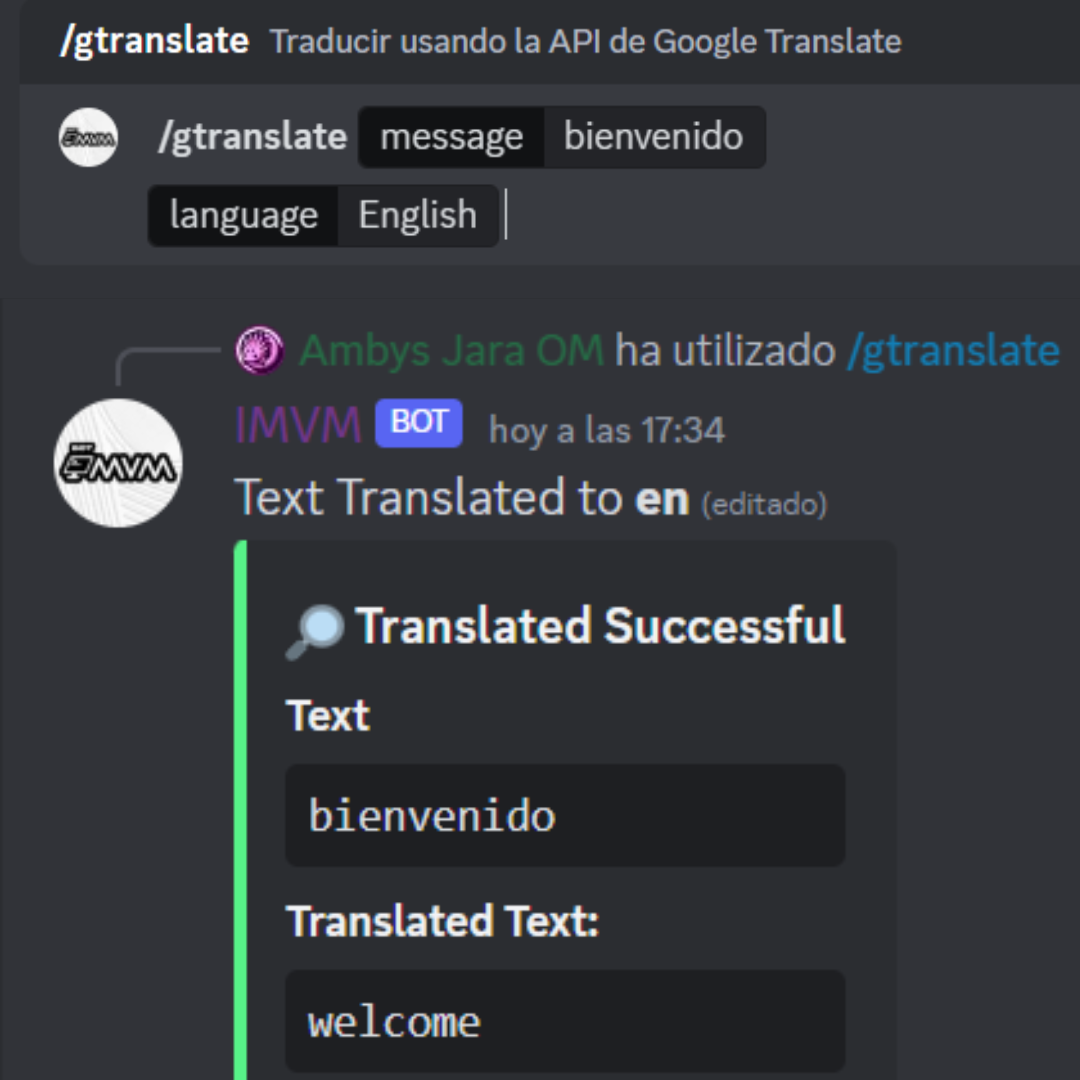 /gtranslate Traducir usando la API de Google Translate
/gtranslate message bienvenido
language English
Ambys Jara OM ha utilizado /gtranslate
IMVM BOT hoy a las 17:34
Text Translated to en (editado)
Translated Successful
Text
bienvenido
Translated Text:
welcome